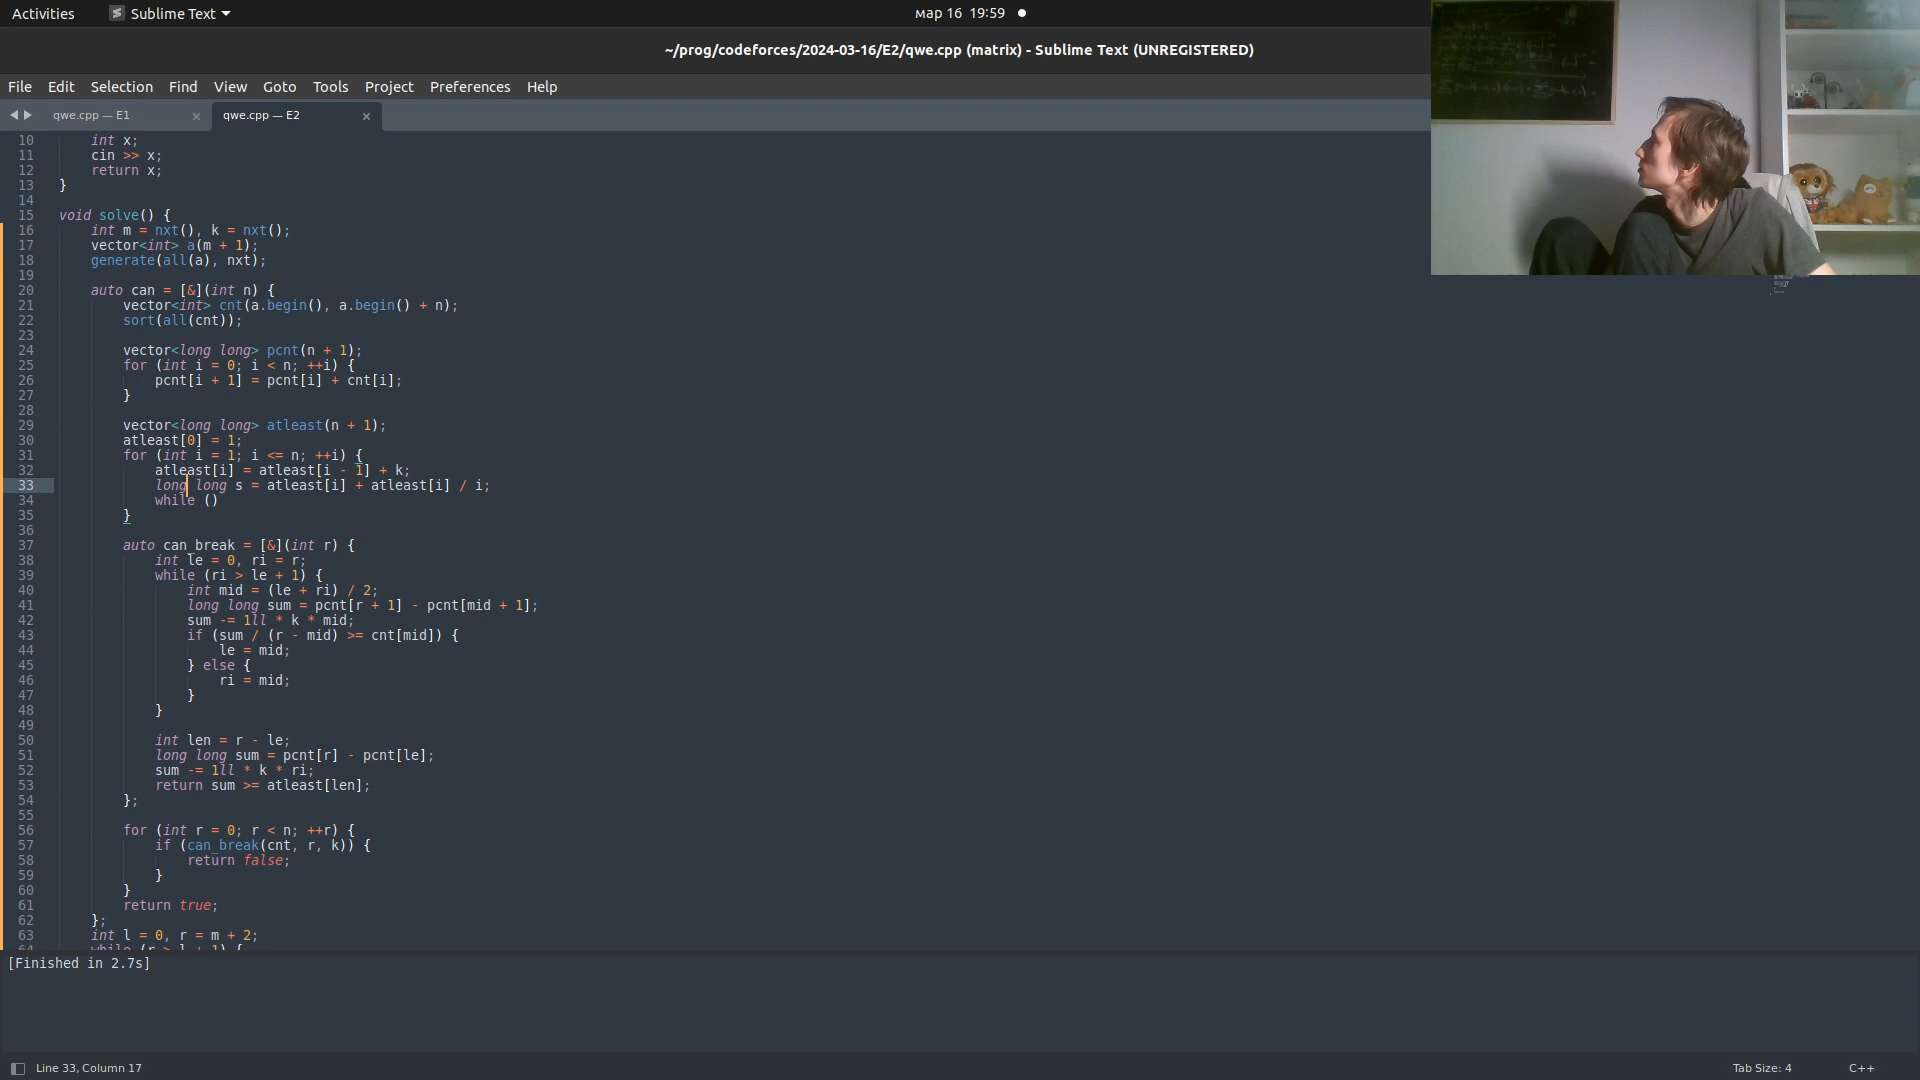 Activities
Sublime Text
мар 16 19:59
~/prog/codeforces/2024-03-16/E2/qwe.cpp (matrix) - Sublime Text (UNREGISTERED)
File Edit Selection Find View Goto Tools Project Preferences Help
qwe.cpp — E1
qwe.cpp — E2
10 int x;
11 cin >> x;
12 return x;
13 }
14
15 void solve() {
16 int m = nxt(), k = nxt();
17 vector<int> a(m + 1);
18 generate(all(a), nxt);
19
20 auto can = [&](int n) {
21 vector<int> cnt(a.begin(), a.begin() + n);
22 sort(all(cnt));
23
24 vector<long long> pcnt(n + 1);
25 for (int i = 0; i < n; ++i) {
26 pcnt[i + 1] = pcnt[i] + cnt[i];
27 }
28
29 vector<long long> atleast(n + 1);
30 atleast[0] = 1;
31 for (int i = 1; i <= n; ++i) {
32 atleast[i] = atleast[i - 1] + k;
33 long long s = atleast[i] + atleast[i] / i;
34 while ()
35 }
36
37 auto can_break = [&](int r) {
38 int le = 0, ri = r;
39 while (ri > le + 1) {
40 int mid = (le + ri) / 2;
41 long long sum = pcnt[r + 1] - pcnt[mid + 1];
42 sum -= 1ll * k * mid;
43 if (sum / (r - mid) >= cnt[mid]) {
44 le = mid;
45 } else {
46 ri = mid;
47 }
48 }
49
50 int len = r - le;
51 long long sum = pcnt[r] - pcnt[le];
52 sum -= 1ll * k * ri;
53 return sum >= atleast[len];
54 };
55
56 for (int r = 0; r < n; ++r) {
57 if (can_break(cnt, r, k)) {
58 return false;
59 }
60 }
61 return true;
62 };
63 int l = 0, r = m + 2;
64 while (r > l + 1) {
[Finished in 2.7s]
Line 33, Column 17
Tab Size: 4
C++